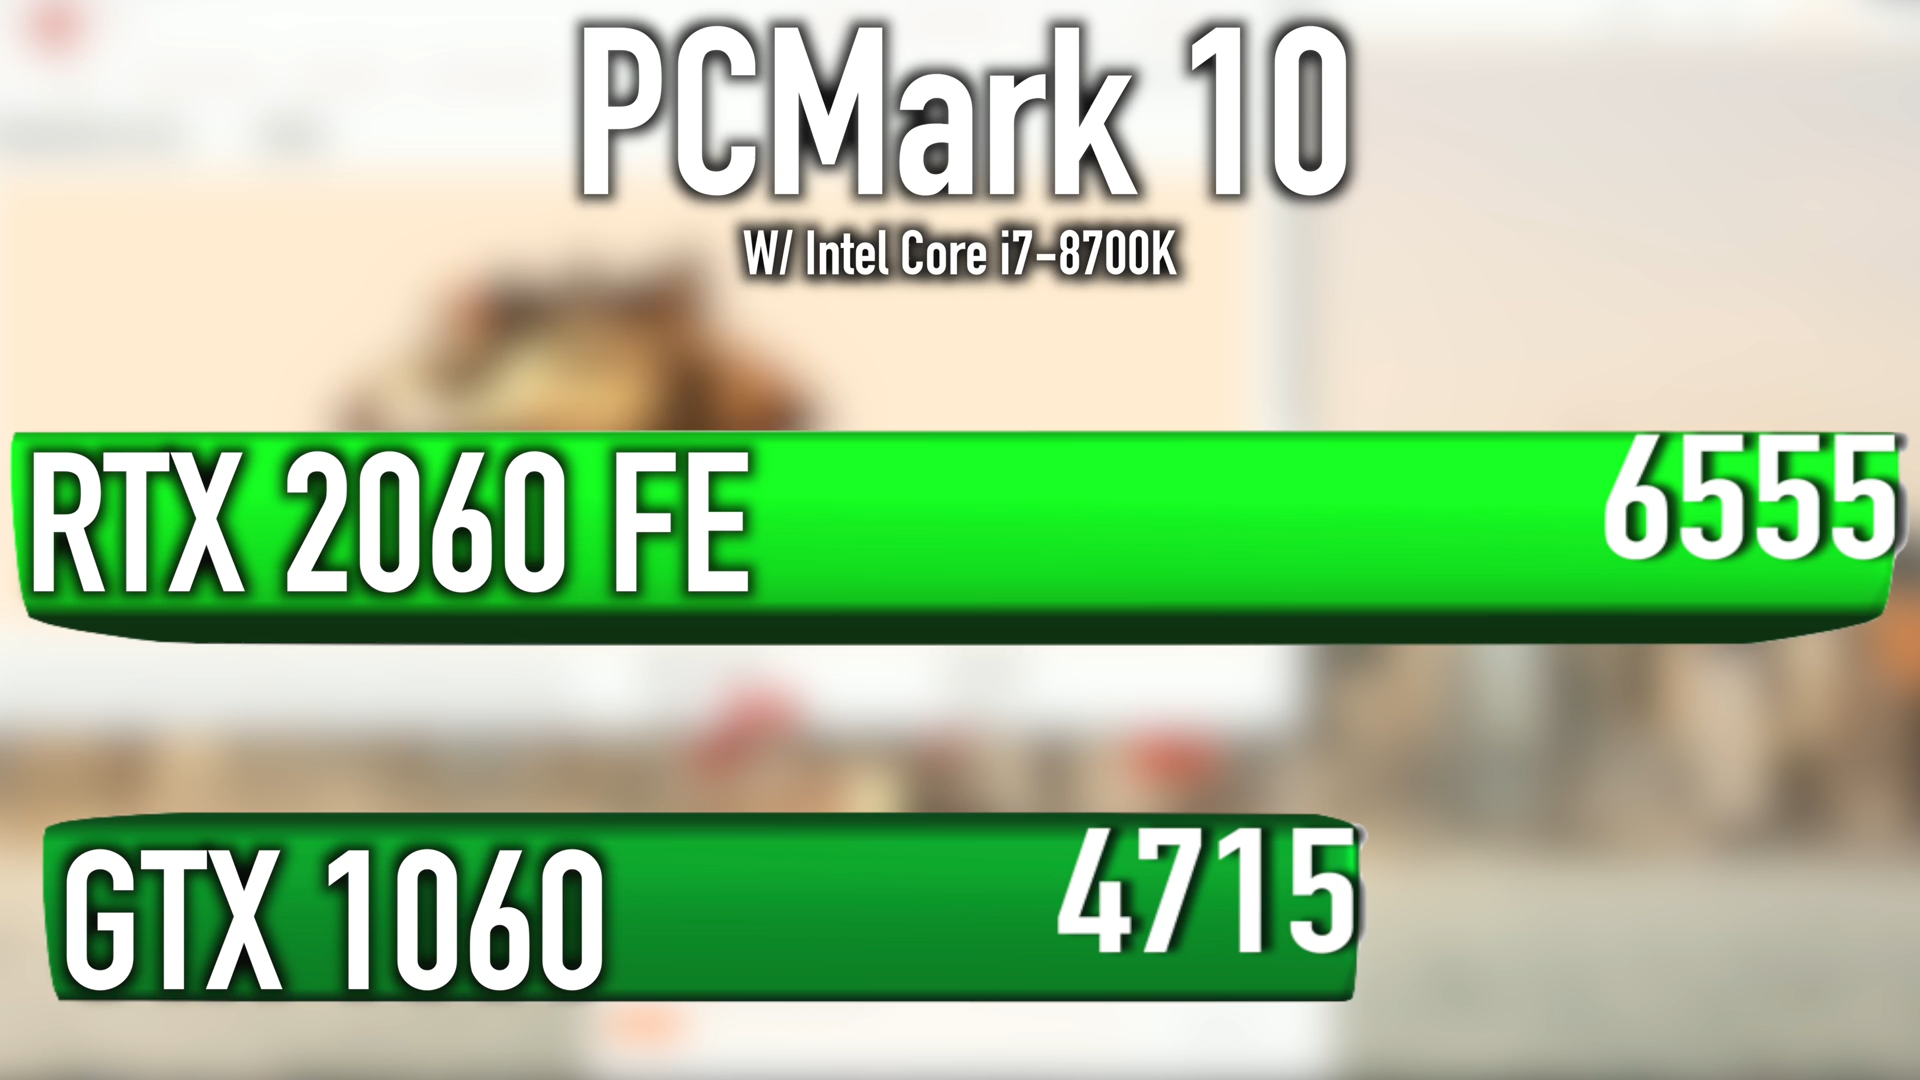 PCMark 10
W/ Intel Core i7-8700K
RTX 2060 FE 6555
GTX 1060 4715